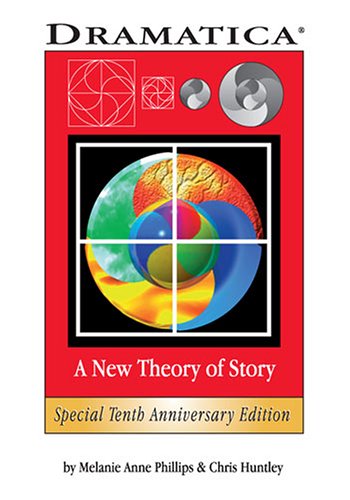 DRAMATICA®
A New Theory of Story
Special Tenth Anniversary Edition
by Melanie Anne Phillips & Chris Huntley